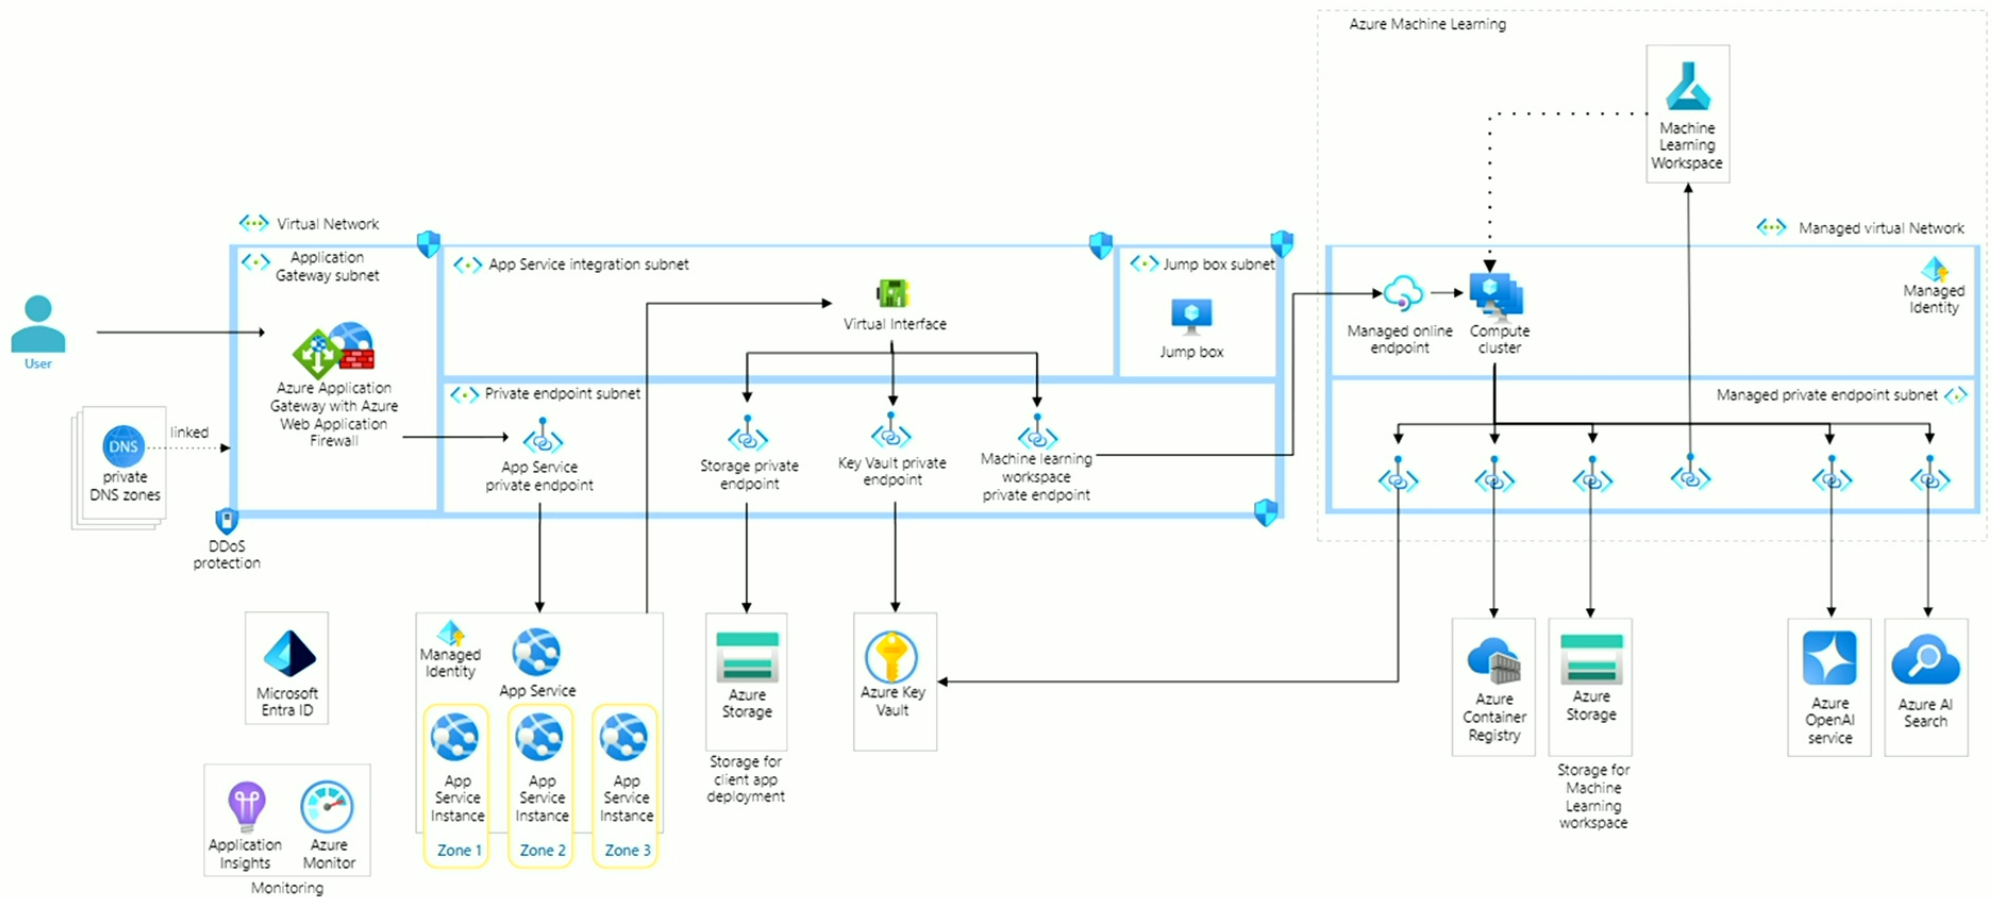 Azure Machine Learning
Machine
Learning
Workspace
Virtual Network
Managed virtual Network
Application
Gateway subnet
App Service integration subnet
Jump box subnet
Managed
Identity
User
Virtual Interface
Jump box
Managed online
endpoint
Compute
cluster
Azure Application
Gateway with Azure
Web Application
Firewall
Private endpoint subnet
Managed private endpoint subnet
linked
DNS
private
DNS zones
App Service
private endpoint
Storage private
endpoint
Key Vault private
endpoint
Machine learning
workspace
private endpoint
DDoS
protection
Microsoft
Entra ID
Managed
Identity
App Service
Azure
Storage
Azure Key
Vault
Azure
Container
Registry
Azure
Storage
Azure
OpenAI
service
Azure AI
Search
Storage for
client app
deployment
Storage for
Machine
Learning
workspace
App
Service
Instance
App
Service
Instance
App
Service
Instance
Zone 1
Zone 2
Zone 3
Application
Insights
Azure
Monitor
Monitoring